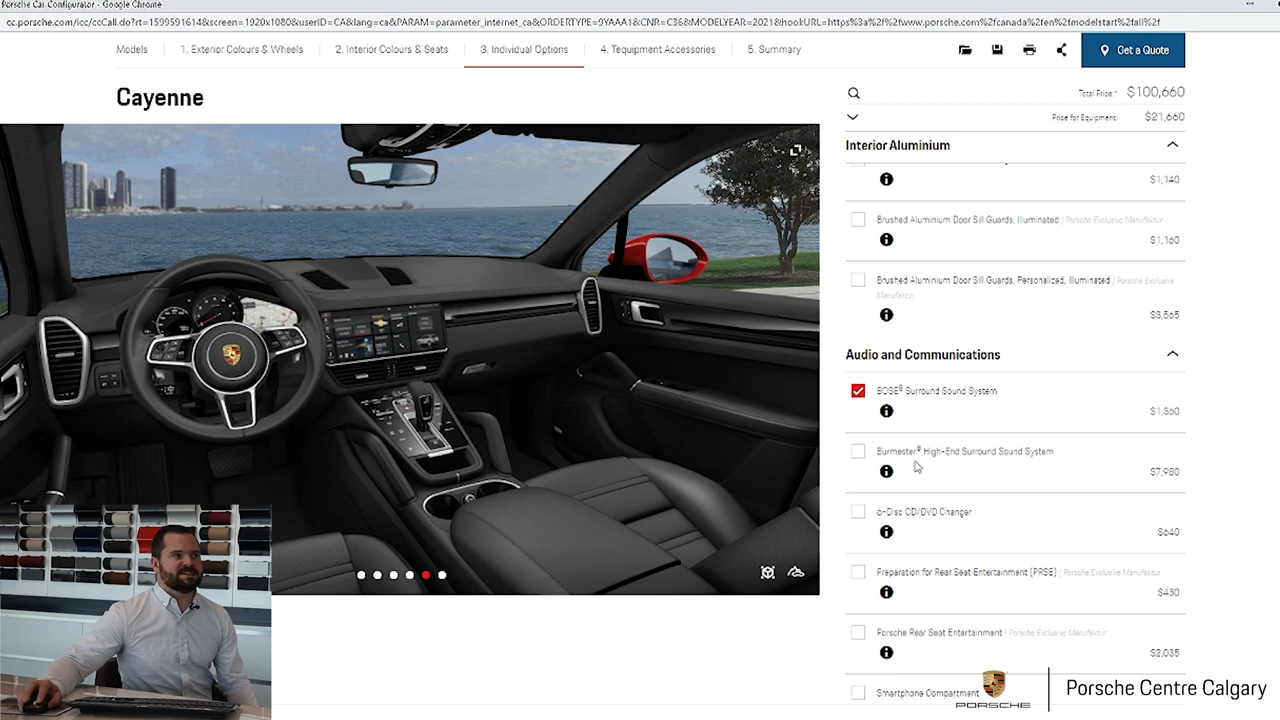 Porsche Car Configurator - Google Chrome
cc.porsche.com/icc/ccCall.do?rt=1599591614&screen=1920x1080&userID=CA&lang=ca&PARAM=parameter_internet_ca&ORDERTYPE=9YAAA1&CNR=C36&MODELYEAR=2021&hookURL=https%3a%2f%2fwww.porsche.com%2fcanada%2fen%2fmodelstart%2fall%2f
Models
1. Exterior Colours & Wheels
2. Interior Colours & Seats
3. Individual Options
4. Tequipment Accessories
5. Summary
Get a Quote
Cayenne
Total Price:* $100,660
Price for Equipment: $21,660
Interior Aluminium
$1,140
Brushed Aluminium Door Sill Guards, Illuminated | Porsche Exclusive Manufaktur
$1,160
Brushed Aluminium Door Sill Guards, Personalized, Illuminated | Porsche Exclusive
Manufaktur
Audio and Communications
BOSE® Surround Sound System
$1,360
Burmester® High-End Surround Sound System
$7,980
6-Disc CD/DVD Changer
$640
Preparation for Rear Seat Entertainment (PRSE) | Porsche Exclusive Manufaktur
$430
Porsche Rear Seat Entertainment | Porsche Exclusive Manufaktur
$2,035
Smartphone Compartment
PORSCHE
Porsche Centre Calgary